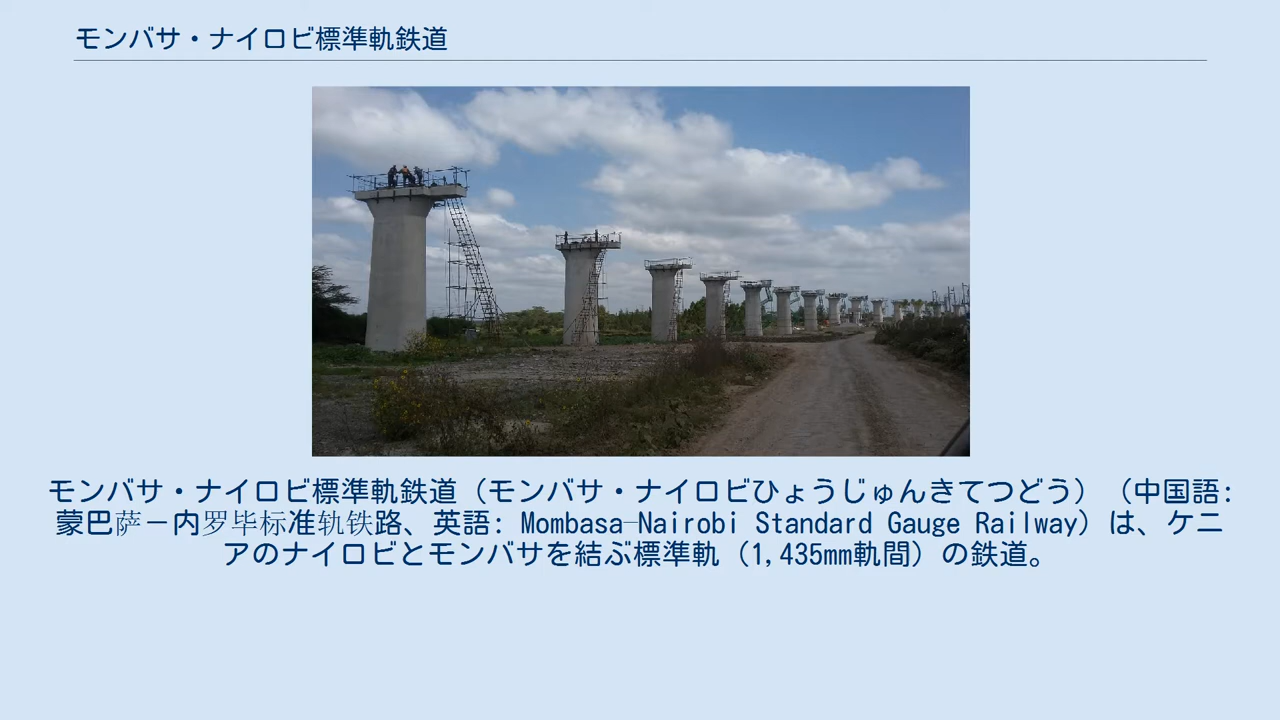 モンバサ・ナイロビ標準軌鉄道
モンバサ・ナイロビ標準軌鉄道（モンバサ・ナイロビひょうじゅんきてつどう）（中国語:
蒙巴萨－内罗毕标准轨铁路、英語: Mombasa–Nairobi Standard Gauge Railway）は、ケニ
アのナイロビとモンバサを結ぶ標準軌（1,435mm軌間）の鉄道。